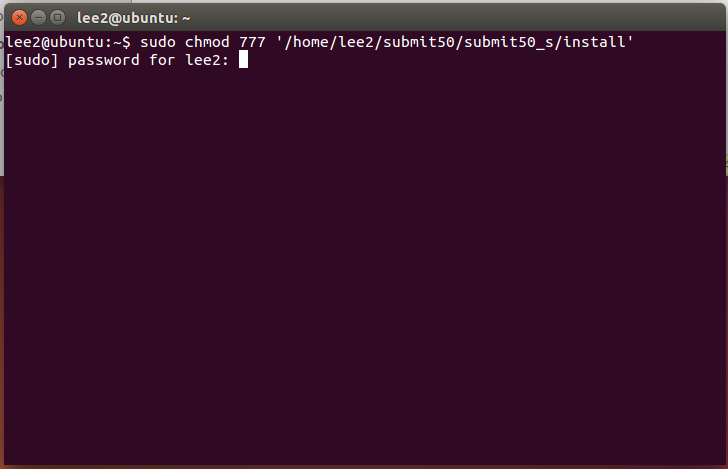 lee2@ubuntu: ~
lee2@ubuntu:~$ sudo chmod 777 '/home/lee2/submit50/submit50_s/install'
[sudo] password for lee2: